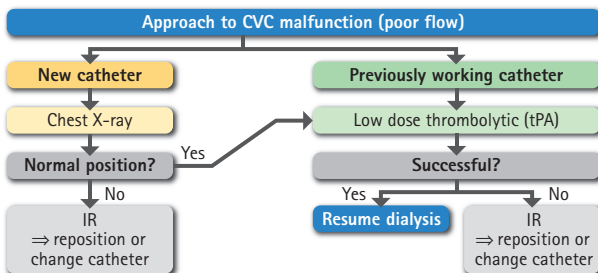 Approach to CVC malfunction (poor flow)
New catheter
Previously working catheter
Chest X-ray
Low dose thrombolytic (tPA)
Normal position?
Yes
Successful?
No
Yes
No
IR
⇒ reposition or
change catheter
Resume dialysis
IR
⇒ reposition or
change catheter